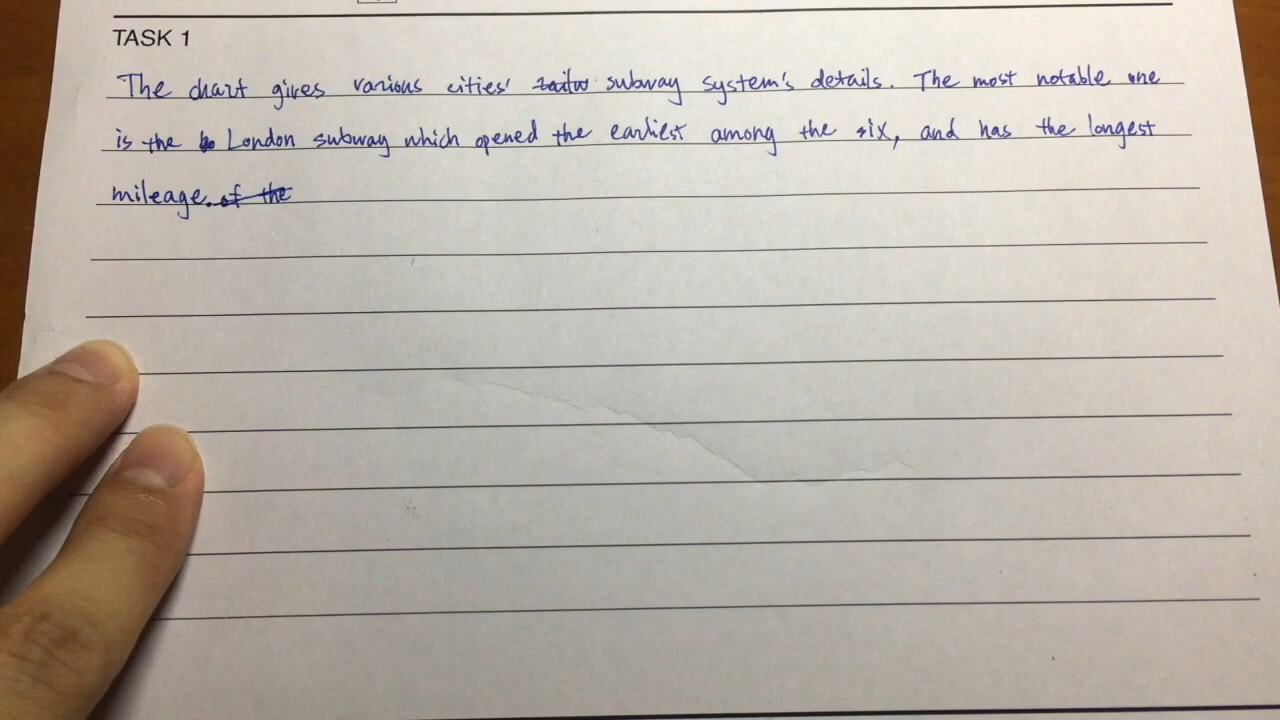 TASK 1
The chart gives various cities' subway system's details. The most notable one
is the London subway which opened the earliest among the six, and has the longest
mileage. of the